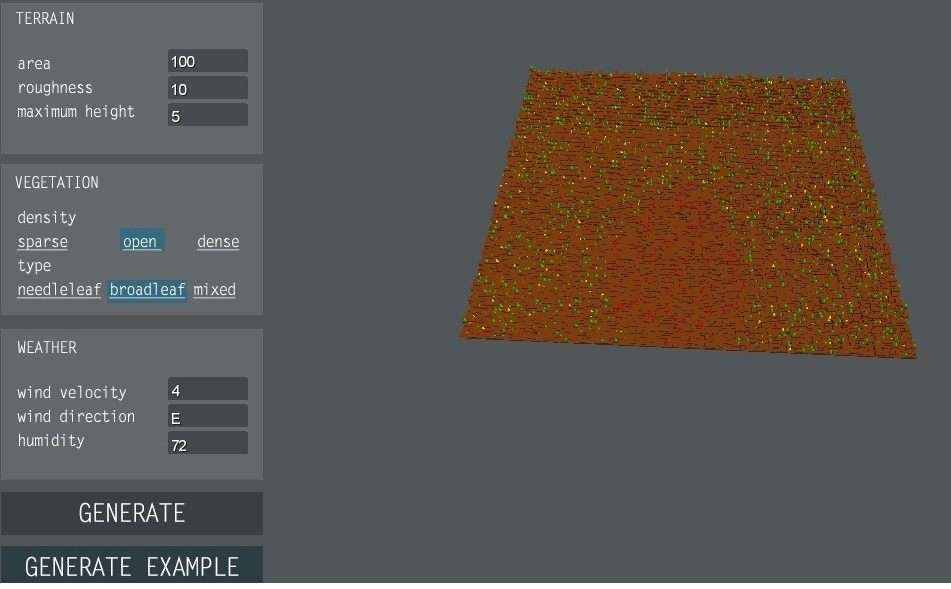 TERRAIN
area 100
roughness 10
maximum height 5
VEGETATION
density
sparse open dense
type
needleleaf broadleaf mixed
WEATHER
wind velocity 4
wind direction E
humidity 72
GENERATE
GENERATE EXAMPLE